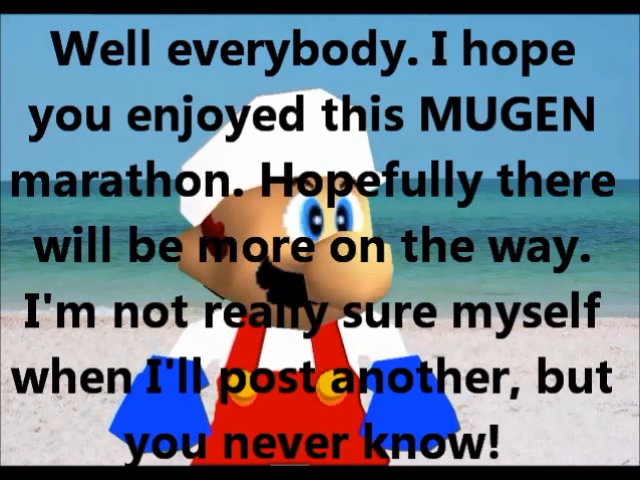 Well everybody. I hope
you enjoyed this MUGEN
marathon. Hopefully there
will be more on the way.
I'm not really sure myself
when I'll post another, but
you never know!